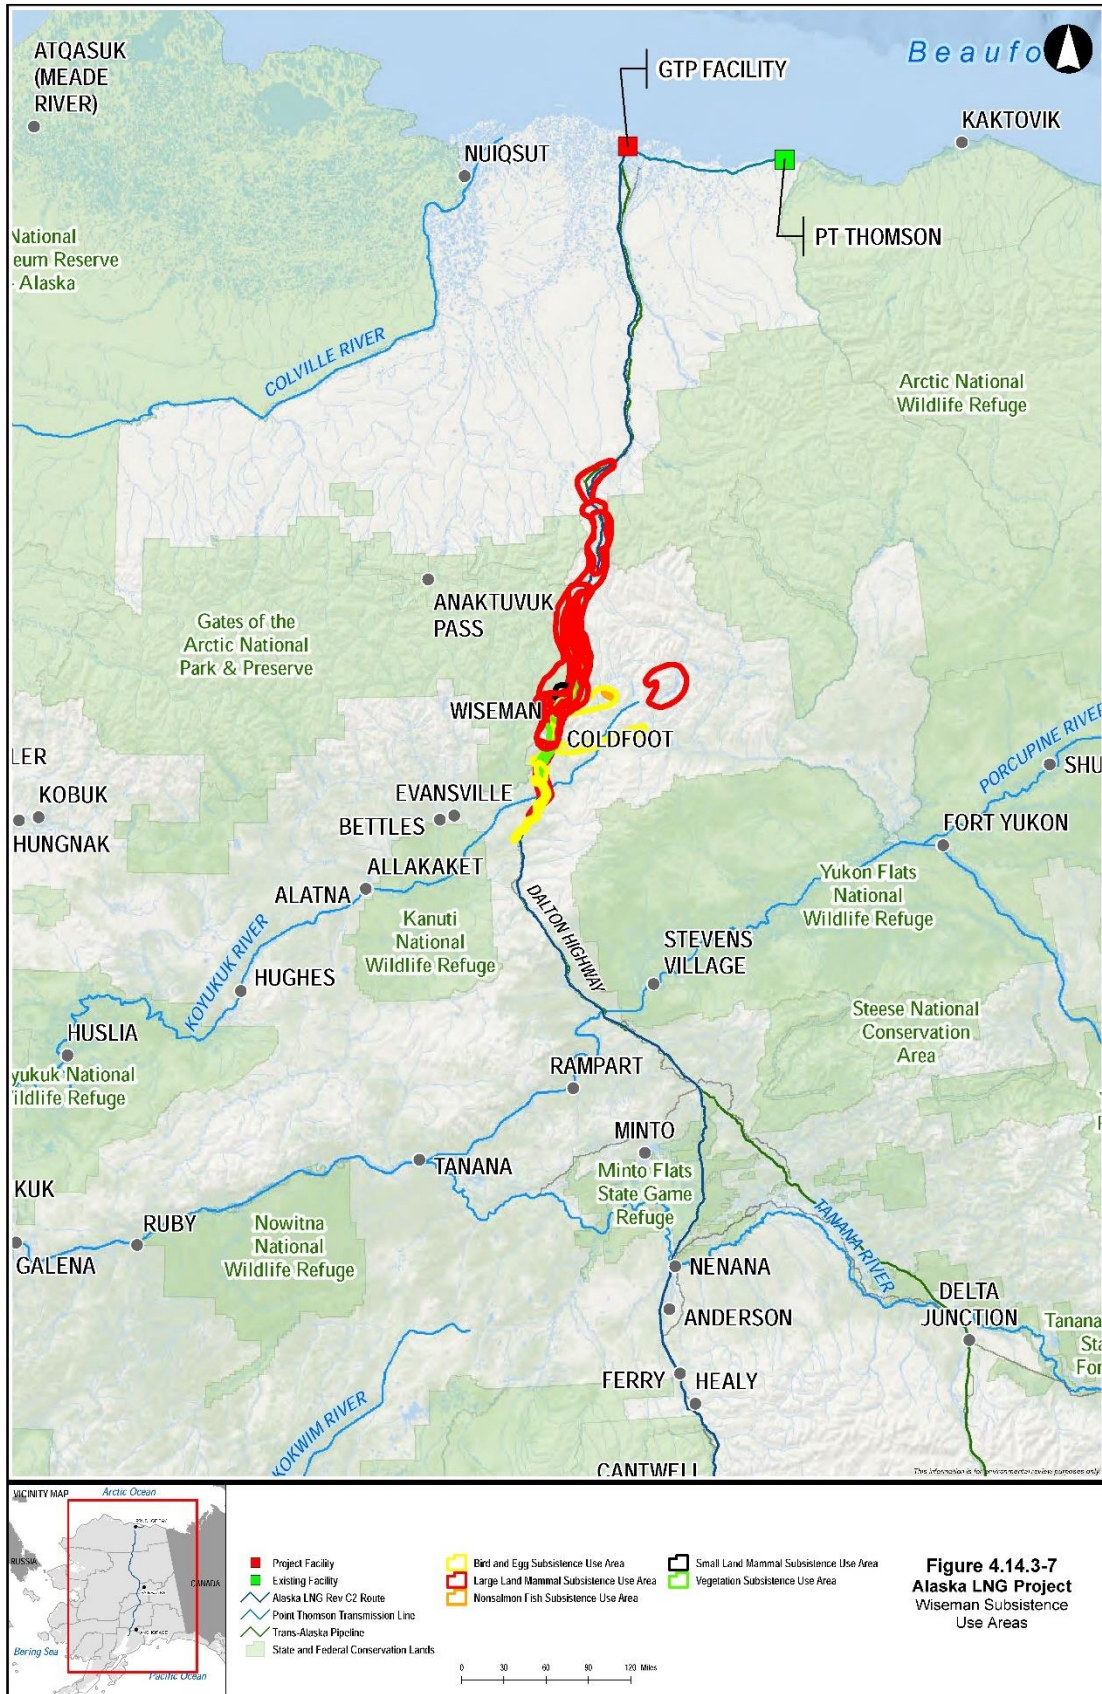 ATQASUK
(MEADE
RIVER)
Beaufo
GTP FACILITY
KAKTOVIK
NUIQSUT
PT THOMSON
National
eum Reserve
Alaska
COLVILLE RIVER
Arctic National
Wildlife Refuge
ANAKTUVUK
PASS
Gates of the
Arctic National
Park & Preserve
WISEMAN
COLDFOOT
PORCUPINE RIVER
LER
SHU
KOBUK
EVANSVILLE
HUNGNAK
BETTLES
FORT YUKON
ALLAKAKET
ALATNA
Yukon Flats
National
Wildlife Refuge
DALTON HIGHWAY
Kanuti
National
Wildlife Refuge
STEVENS
VILLAGE
KOYUKUK RIVER
HUGHES
Steese National
Conservation
Area
HUSLIA
yukuk National
ildlife Refuge
RAMPART
MINTO
Minto Flats
State Game
Refuge
TANANA
KUK
RUBY
Nowitna
National
Wildlife Refuge
GALENA
TANANA RIVER
NENANA
DELTA
JUNCTION
ANDERSON
Tanana
Sta
For
FERRY
HEALY
KOKWIM RIVER
CANTWELL
This information is for environmental review purposes only
VICINITY MAP
Arctic Ocean
RUSSIA
CANADA
Bering Sea
Pacific Ocean
Project Facility
Existing Facility
Alaska LNG Rev C2 Route
Point Thomson Transmission Line
Trans-Alaska Pipeline
State and Federal Conservation Lands
Bird and Egg Subsistence Use Area
Large Land Mammal Subsistence Use Area
Nonsalmon Fish Subsistence Use Area
Small Land Mammal Subsistence Use Area
Vegetation Subsistence Use Area
0 30 60 90 120 Miles
Figure 4.14.3-7
Alaska LNG Project
Wiseman Subsistence
Use Areas